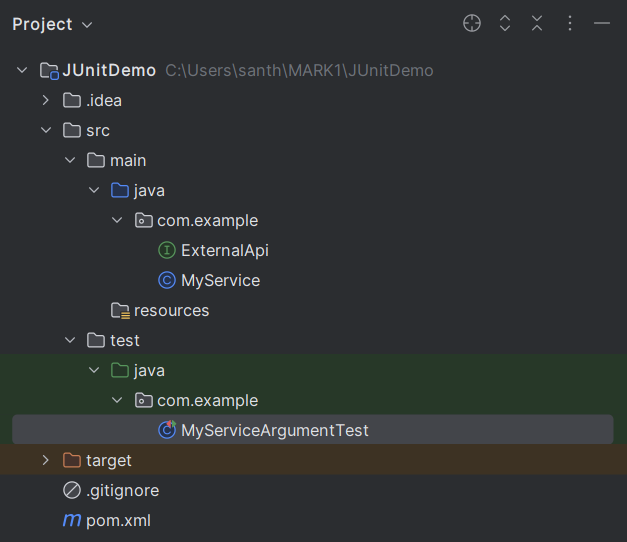 Project
JUnitDemo C:\Users\santh\MARK1\JUnitDemo
.idea
src
main
java
com.example
I ExternalApi
C MyService
resources
test
java
com.example
C MyServiceArgumentTest
target
.gitignore
m pom.xml